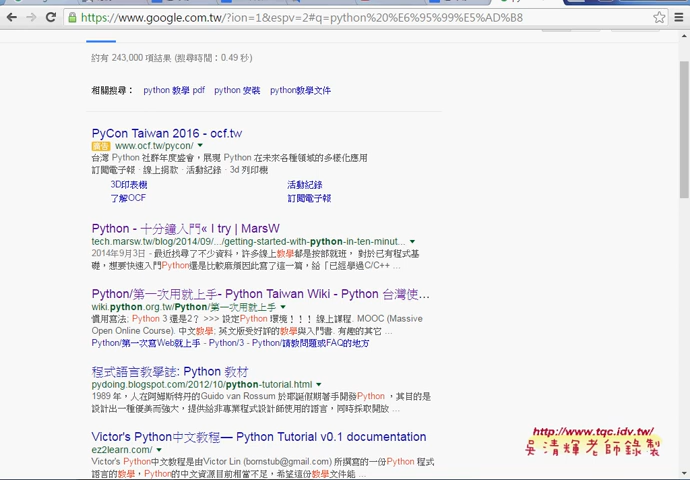 https://www.google.com.tw/?ion=1&espv=2#q=python%20%E6%95%99%E5%AD%B8
約有 243,000 項結果 (搜尋時間：0.49 秒)
相關搜尋： python 教學 pdf python 安裝 python教學文件
PyCon Taiwan 2016 - ocf.tw
廣告 www.ocf.tw/pycon/
台灣 Python 社群年度盛會，展現 Python 在未來各種領域的多樣化應用
訂閱電子報 · 線上捐款 · 活動紀錄 · 3d 列印機
3D印表機 活動紀錄
了解OCF 訂閱電子報
Python - 十分鐘入門« I try | MarsW
tech.marsw.tw/blog/2014/09/.../getting-started-with-python-in-ten-minut...
2014年9月3日 - 最近找尋了不少資料，許多線上教學都是按部就班， 對於已有程式基
礎，想要快速入門Python還是比較麻煩因此寫了這一篇，給「已經學過C/C++ ...
Python/第一次用就上手- Python Taiwan Wiki - Python 台灣使...
wiki.python.org.tw/Python/第一次用就上手
慣用寫法; Python 3 還是2？ >>> 設定Python 環境！！！ 線上課程. MOOC (Massive
Open Online Course). 中文教學; 英文版受好評的教學與入門書. 有趣的其它 ...
Python/第一次寫Web就上手 - Python/3 - Python/請教問題或FAQ的地方
程式語言教學誌: Python 教材
pydoing.blogspot.com/2012/10/python-tutorial.html
1989 年，人在阿姆斯特丹的Guido van Rossum 於耶誕假期著手開發Python ，其目的是
設計出一種優美而強大，提供給非專業程式設計師使用的語言，同時採取開放 ...
Victor's Python中文教程— Python Tutorial v0.1 documentation
ez2learn.com/
Victor's Python中文教程是由Victor Lin (bornstub@gmail.com) 所撰寫的一份Python 程式
語言的教學，Python的中文資源目前相當不足，希望這份教學文件能 ...
http://www.tqc.idv.tw/
吳清輝老師錄製